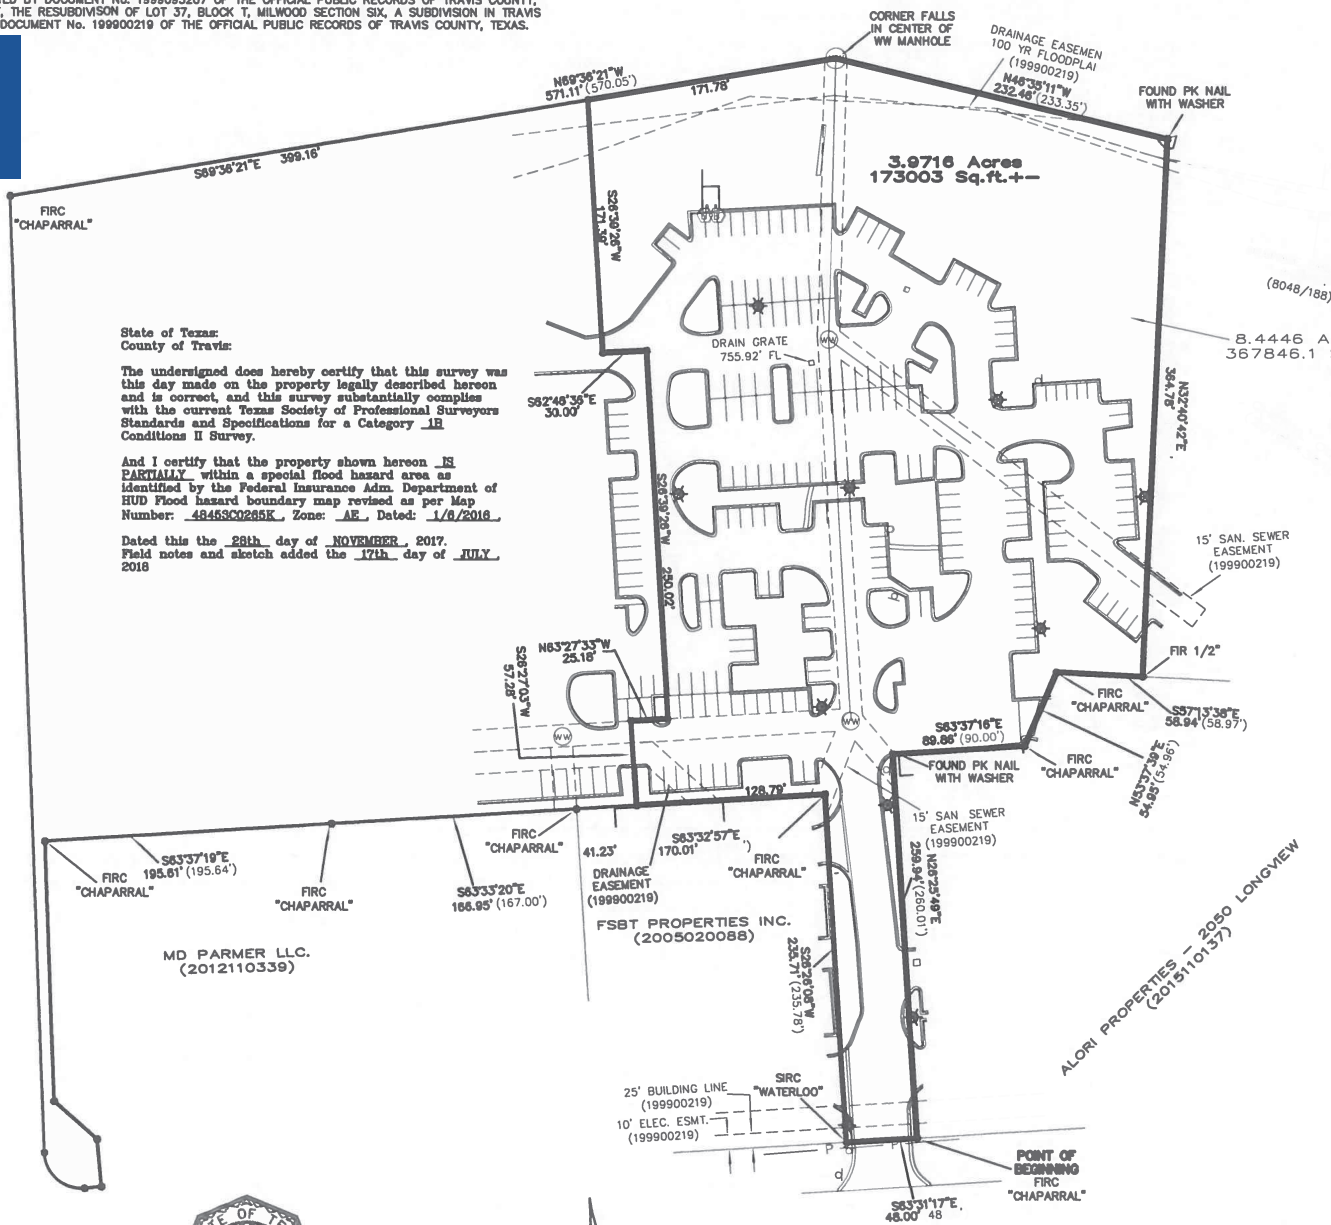 , THE RESUBDIVISON OF LOT 37, BLOCK T, MILWOOD SECTION SIX, A SUBDIVISION IN TRAVIS
DOCUMENT No. 199900219 OF THE OFFICIAL PUBLIC RECORDS OF TRAVIS COUNTY, TEXAS.
CORNER FALLS
IN CENTER OF
WW MANHOLE
DRAINAGE EASEMEN
100 YR FLOODPLAI
(199900219)
N46°35'11"W
232.46' (233.35')
FOUND PK NAIL
WITH WASHER
N69°36'21"W
571.11' (570.05')
171.78'
S69°36'21"E 399.16'
FIRC
"CHAPARRAL"
3.9716 Acres
173003 Sq.ft.+-
S26°39'26"W
171.39'
(8048/188)
8.4446 A
367846.1
State of Texas:
County of Travis:
The undersigned does hereby certify that this survey was
this day made on the property legally described hereon
and is correct, and this survey substantially complies
with the current Texas Society of Professional Surveyors
Standards and Specifications for a Category 1B
Conditions II Survey.
And I certify that the property shown hereon IS
PARTIALLY within a special flood hazard area as
identified by the Federal Insurance Adm. Department of
HUD Flood hazard boundary map revised as per Map
Number: 48453C0265K, Zone: AE, Dated: 1/6/2016,
Dated this the 28th day of NOVEMBER, 2017.
Field notes and sketch added the 17th day of JULY,
2018
DRAIN GRATE
755.92' FL
WW
S62°48'36"E
30.00'
N32°40'42"E
364.78'
S26°39'26"W
250.02'
15' SAN. SEWER
EASEMENT
(199900219)
N63°27'33"W
25.18'
S26°27'03"W
57.28'
FIR 1/2"
FIRC
"CHAPARRAL"
S57°13'38"E
58.94' (58.97')
WW
WW
S63°37'16"E
89.86' (90.00')
FOUND PK NAIL
WITH WASHER
FIRC
"CHAPARRAL"
N53°37'39"E
54.95' (54.96')
128.79'
15' SAN SEWER
EASEMENT
(199900219)
FIRC
"CHAPARRAL"
S63°37'19"E
195.61' (195.64')
FIRC
"CHAPARRAL"
S63°33'20"E
166.95' (167.00')
FIRC
"CHAPARRAL"
41.23'
S63°32'57"E
170.01' ')
FIRC
"CHAPARRAL"
DRAINAGE
EASEMENT
(199900219)
N26°25'49"E
259.94' (260.01')
MD PARMER LLC.
(2012110339)
FSBT PROPERTIES INC.
(2005020088)
S26°26'08"W
235.71' (235.78')
ALORI PROPERTIES - 2050 LONGVIEW
(2015110137)
25' BUILDING LINE
(199900219)
10' ELEC. ESMT.
(199900219)
SIRC
"WATERLOO"
POINT OF
BEGINNING
FIRC
"CHAPARRAL"
S63°31'17"E,
48.00' 48
TE OF TE